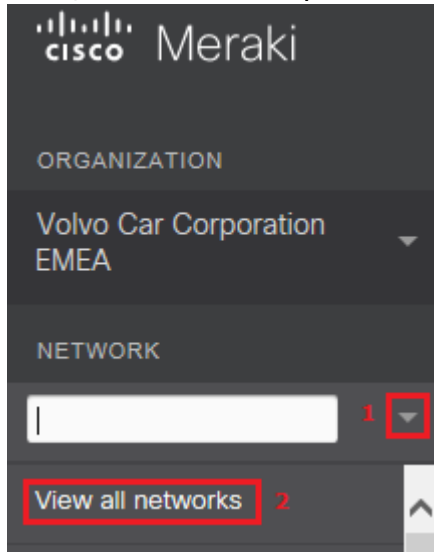 cisco Meraki
ORGANIZATION
Volvo Car Corporation
EMEA
NETWORK
1
View all networks 2